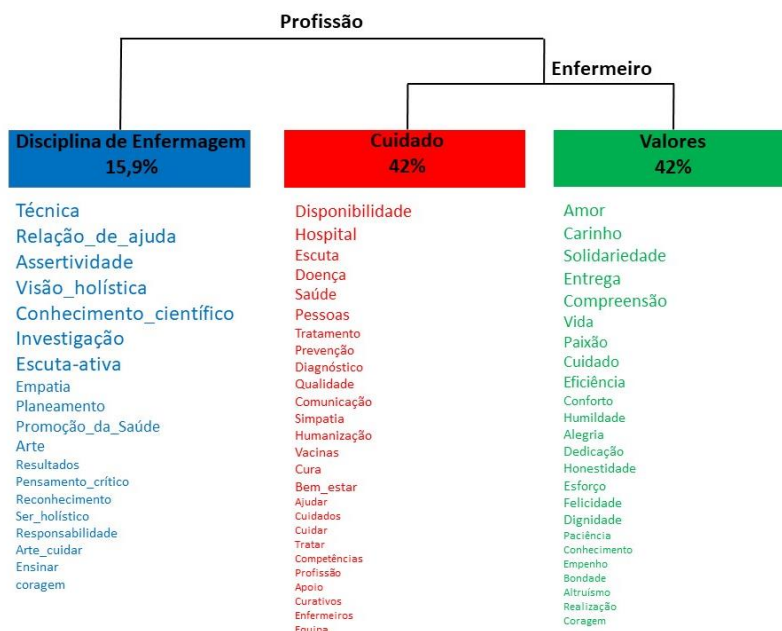 Profissão
Enfermeiro
Disciplina de Enfermagem
15,9%
Técnica
Relação_de_ajuda
Assertividade
Visão_holística
Conhecimento_científico
Investigação
Escuta-ativa
Empatia
Planeamento
Promoção_da_Saúde
Arte
Resultados
Pensamento_crítico
Reconhecimento
Ser_holístico
Responsabilidade
Arte_cuidar
Ensinar
coragem
Cuidado
42%
Disponibilidade
Hospital
Escuta
Doença
Saúde
Pessoas
Tratamento
Prevenção
Diagnóstico
Qualidade
Comunicação
Simpatia
Humanização
Vacinas
Cura
Bem_estar
Ajudar
Cuidados
Cuidar
Tratar
Competências
Profissão
Apoio
Curativos
Enfermeiros
Equipa
Valores
42%
Amor
Carinho
Solidariedade
Entrega
Compreensão
Vida
Paixão
Cuidado
Eficiência
Conforto
Humildade
Alegria
Dedicação
Honestidade
Esforço
Felicidade
Dignidade
Paciência
Conhecimento
Empenho
Bondade
Altruísmo
Realização
Coragem